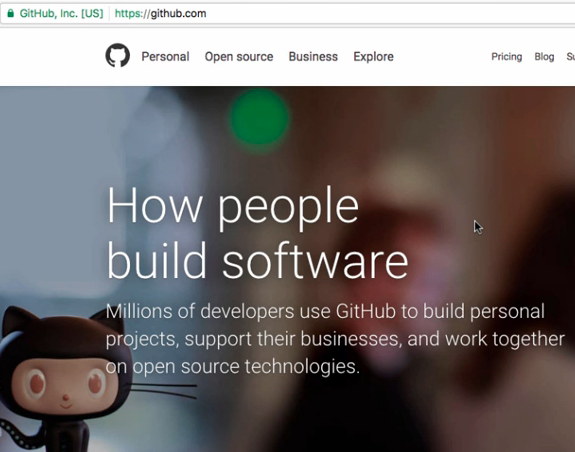 GitHub, Inc. [US] https://github.com
Personal Open source Business Explore Pricing Blog
How people
build software
Millions of developers use GitHub to build personal
projects, support their businesses, and work together
on open source technologies.